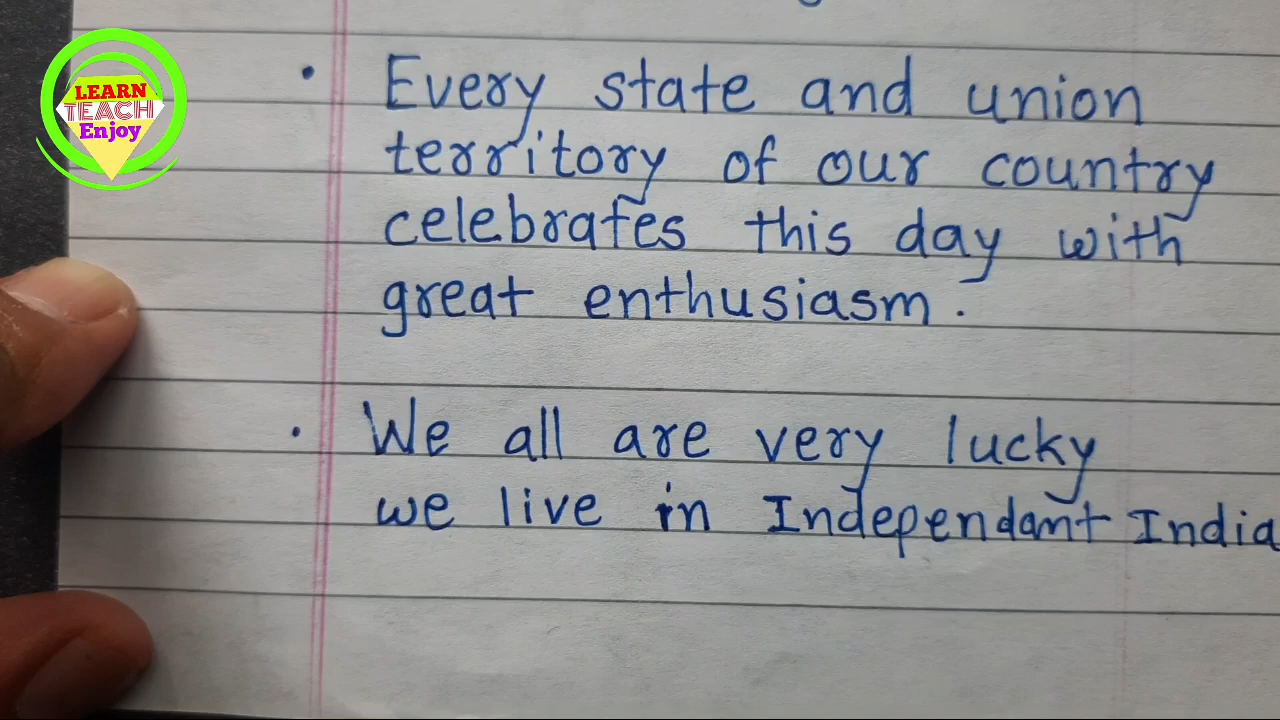 LEARN
TEACH
Enjoy
• Every state and union
territory of our country
celebrates this day with
great enthusiasm.
• We all are very lucky
we live in Independant India